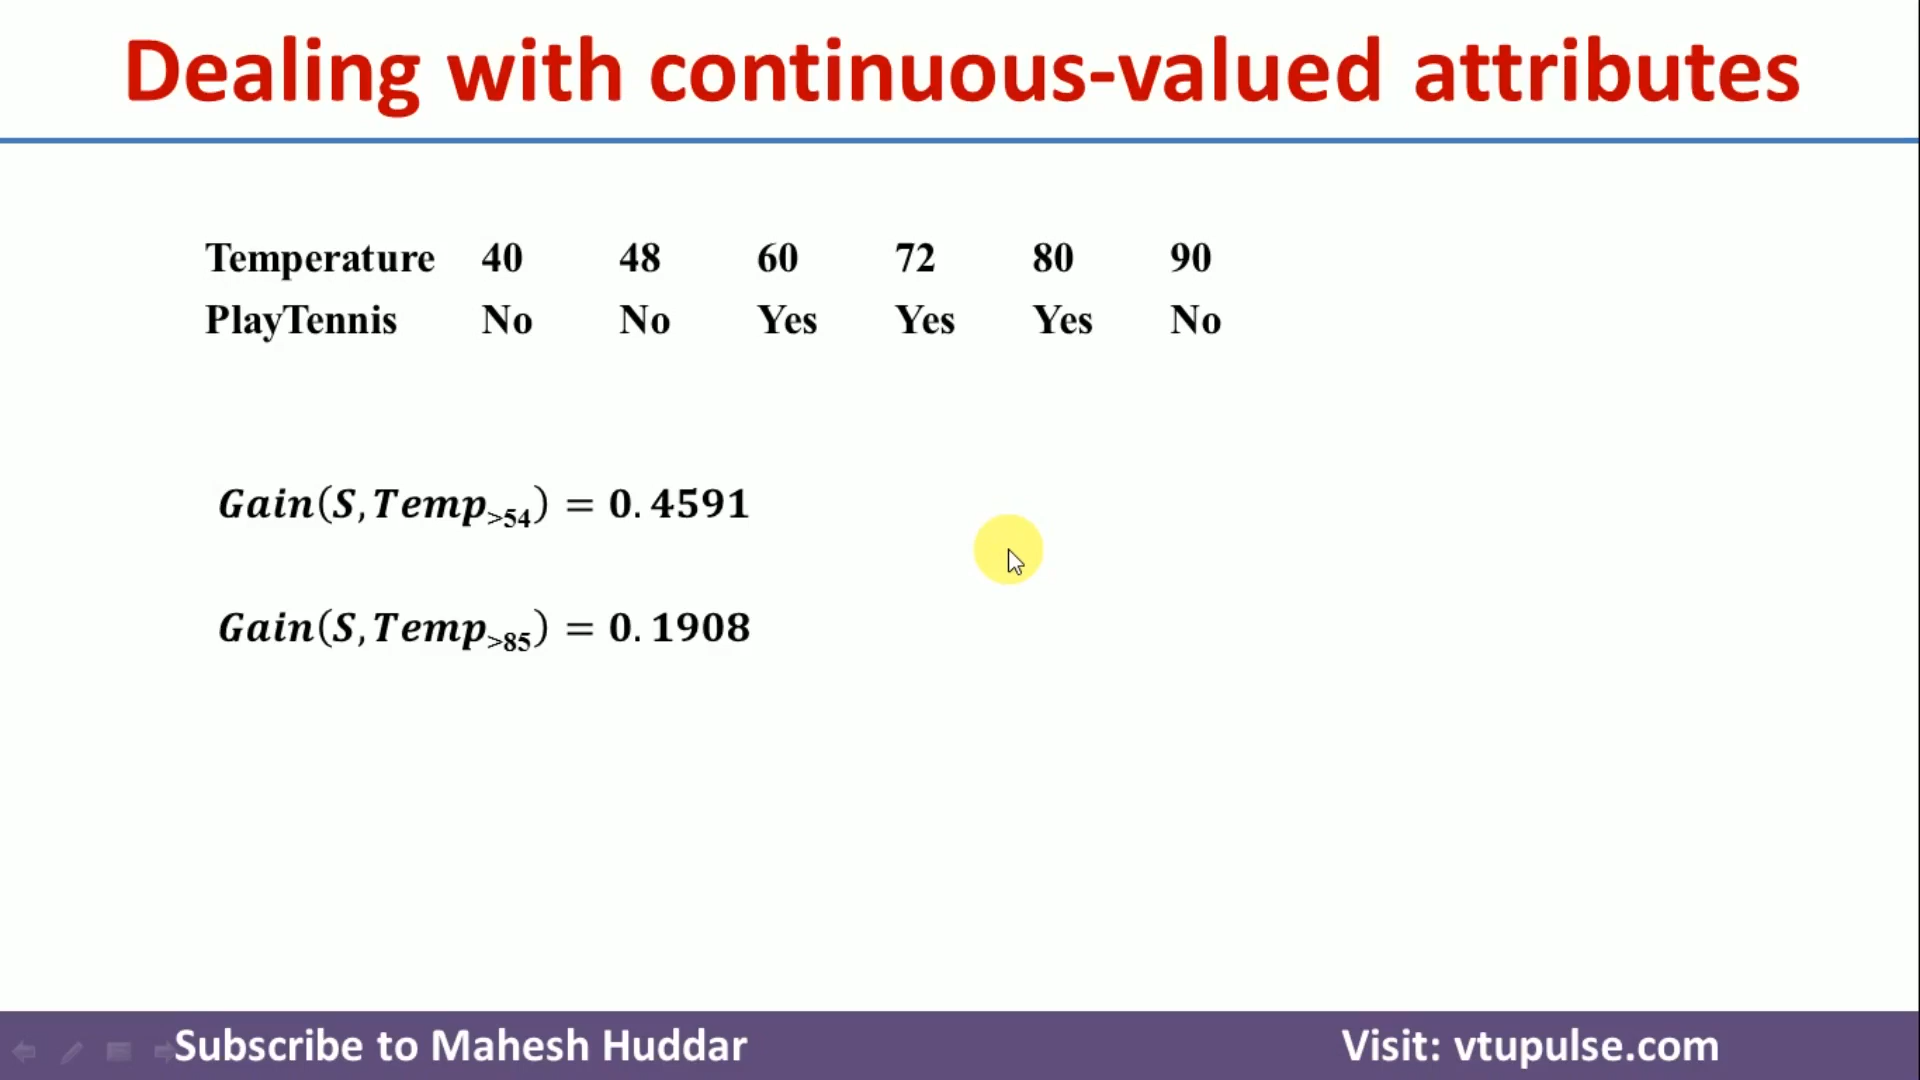 Dealing with continuous-valued attributes
Temperature 40 48 60 72 80 90
PlayTennis No No Yes Yes Yes No
Gain(S,Temp>54) = 0.4591
Gain(S,Temp>85) = 0.1908
Subscribe to Mahesh Huddar
Visit: vtupulse.com